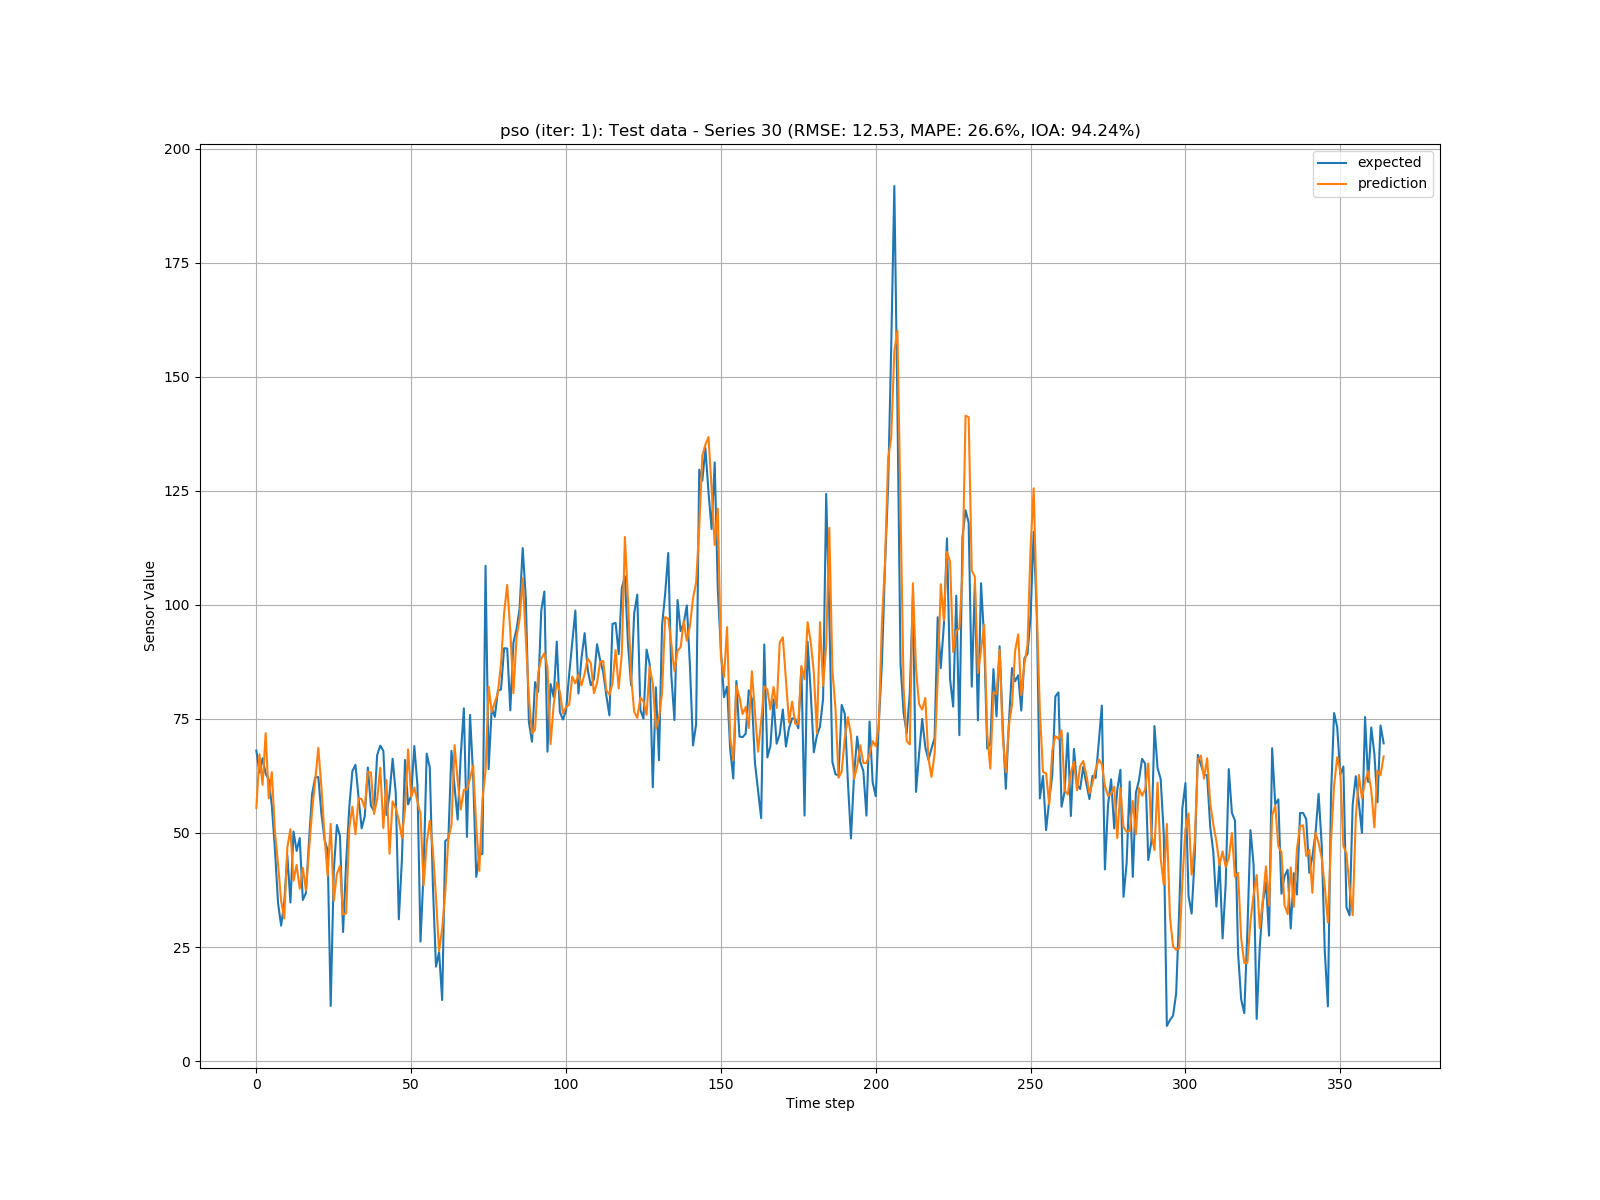 pso (iter: 1): Test data - Series 30 (RMSE: 12.53, MAPE: 26.6%, IOA: 94.24%)
expected
prediction
200
175
150
125
100
75
50
25
0
Sensor Value
0 50 100 150 200 250 300 350
Time step